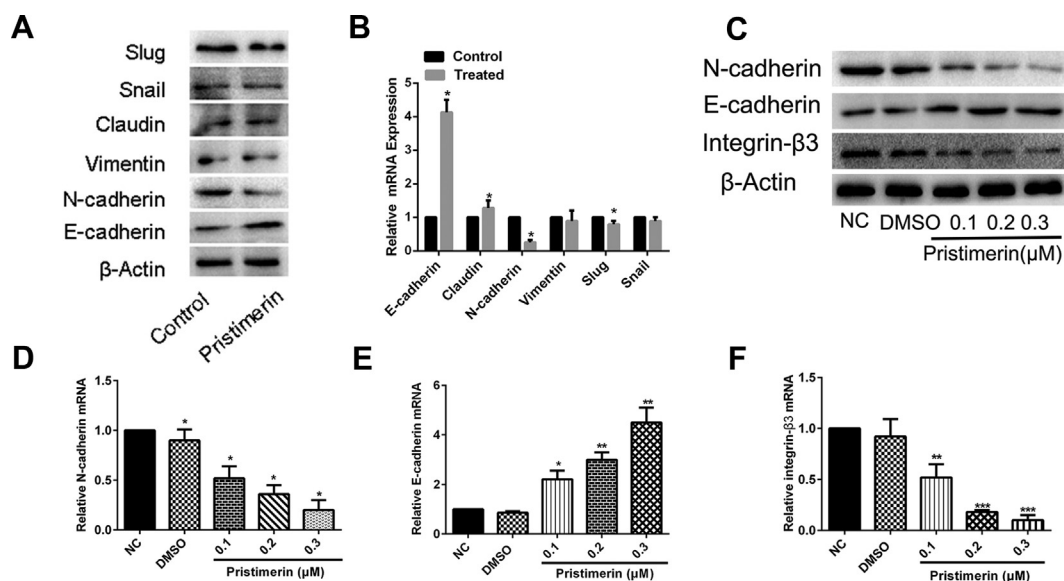 A
Slug
Snail
Claudin
Vimentin
N-cadherin
E-cadherin
β-Actin
Control
Pristimerin
B
Control
Treated
Relative mRNA Expression
6
4
2
1
0
*
*
*
*
E-cadherin
Claudin
N-cadherin
Vimentin
Slug
Snail
C
N-cadherin
E-cadherin
Integrin-β3
β-Actin
NC DMSO 0.1 0.2 0.3
Pristimerin(μM)
D
Relative N-cadherin mRNA
1.5
1.0
0.5
0.0
*
*
*
*
NC
DMSO
0.1
0.2
0.3
Pristimerin (μM)
E
Relative E-cadherin mRNA
6
4
2
0
*
**
**
NC
DMSO
0.1
0.2
0.3
Pristimerin (μM)
F
Relative integrin-β3 mRNA
1.5
1.0
0.5
0.0
**
***
***
NC
DMSO
0.1
0.2
0.3
Pristimerin (μM)